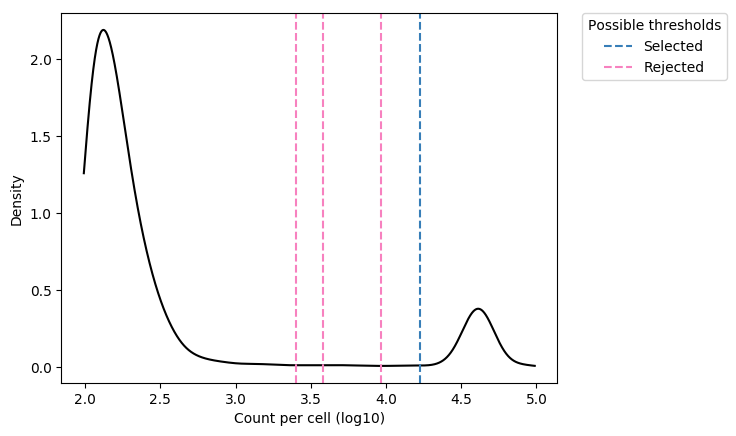 Possible thresholds
Selected
Rejected
2.0
1.5
1.0
0.5
0.0
Density
2.0 2.5 3.0 3.5 4.0 4.5 5.0
Count per cell (log10)